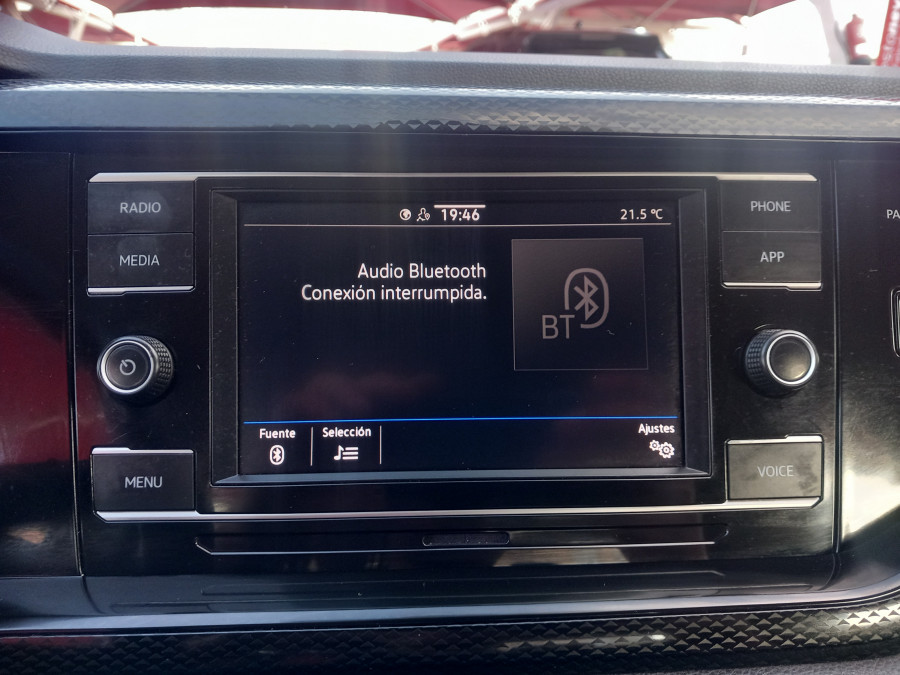 RADIO
MEDIA
MENU
19:46
21.5 °C
Audio Bluetooth
Conexión interrumpida.
BT
Fuente
Selección
Ajustes
PHONE
APP
VOICE